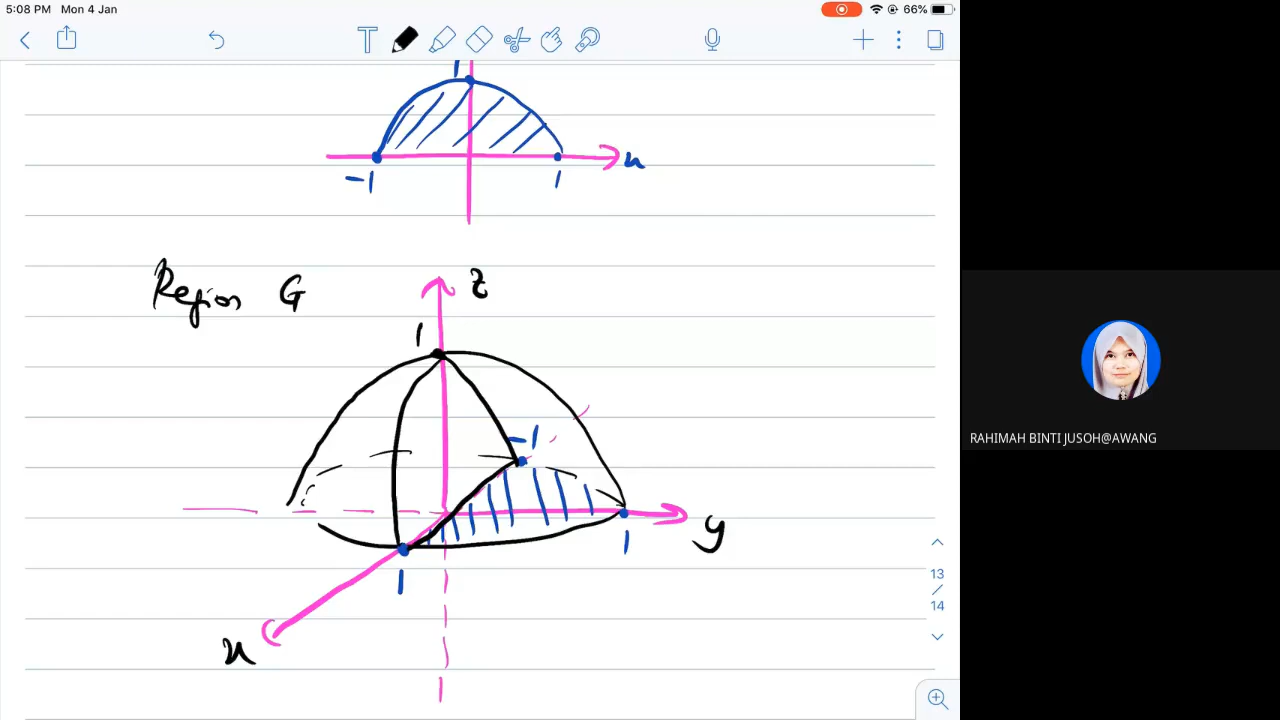 5:08 PM Mon 4 Jan 66%
T
1
x
-1 1
Region G
z
1
-1
y
1
1
x
13
/
14
RAHIMAH BINTI JUSOH@AWANG